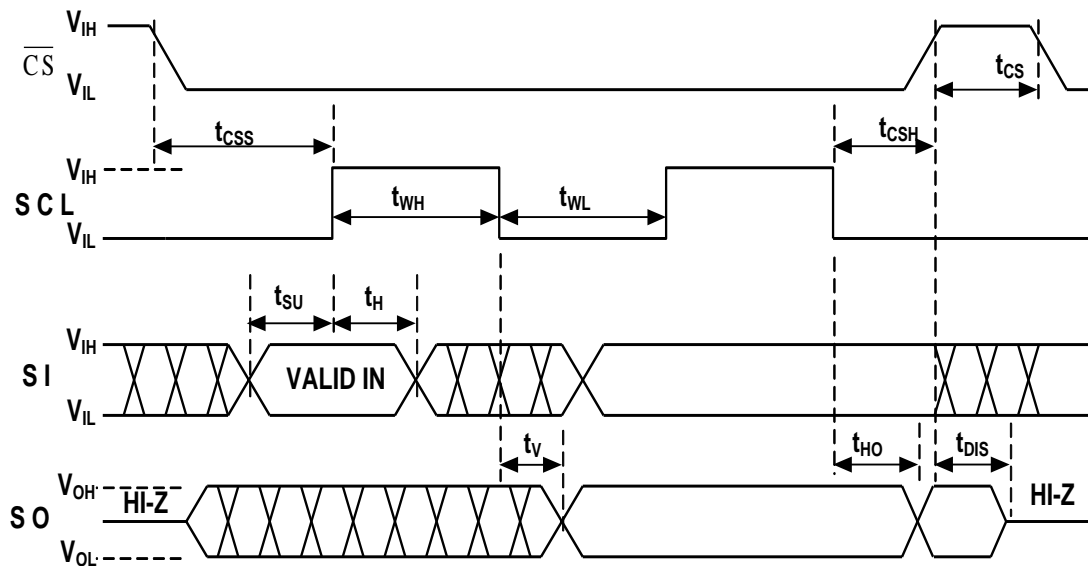 V_IH
CS
V_IL
t_CS
t_CSS
t_CSH
V_IH
SCL
t_WH
t_WL
V_IL
t_SU
t_H
V_IH
SI
VALID IN
V_IL
t_V
t_HO
t_DIS
V_OH
HI-Z
HI-Z
SO
V_OL